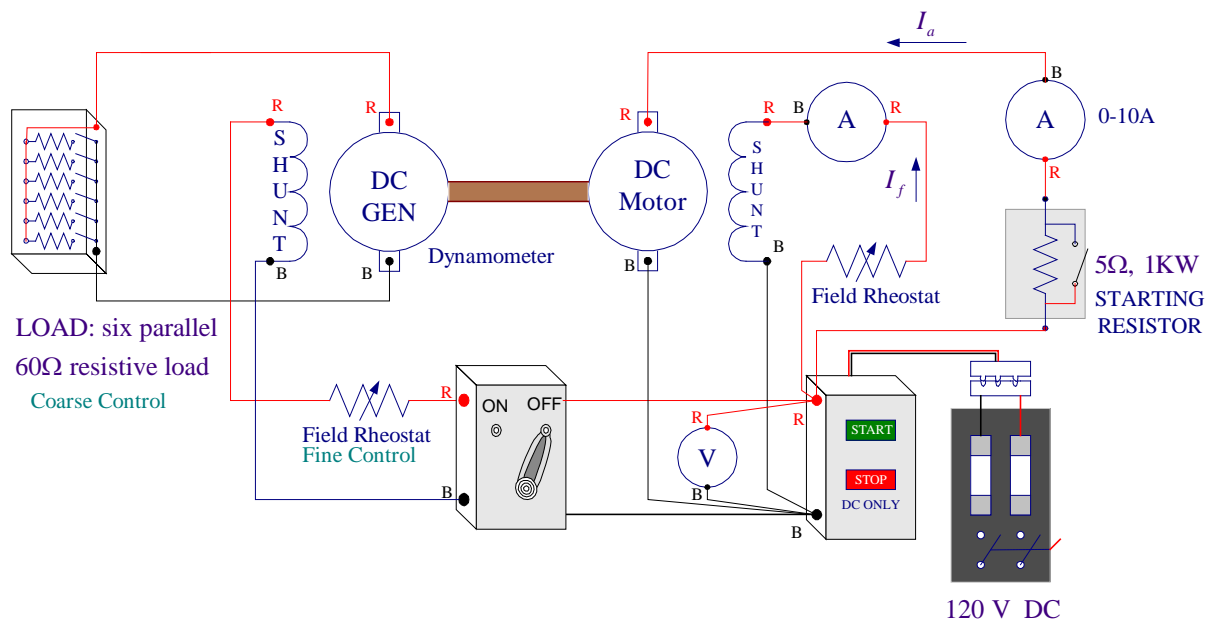 I_a
B
R
R
R
R
B
R
A
A
0-10A
S
H
U
N
T
DC
GEN
DC
Motor
S
H
U
N
T
R
I_f
B
B
B
B
Dynamometer
Field Rheostat
5Ω, 1KW
STARTING
RESISTOR
LOAD: six parallel
60Ω resistive load
Coarse Control
R
ON
OFF
Field Rheostat
Fine Control
R
R
START
V
STOP
B
B
DC ONLY
B
120 V DC